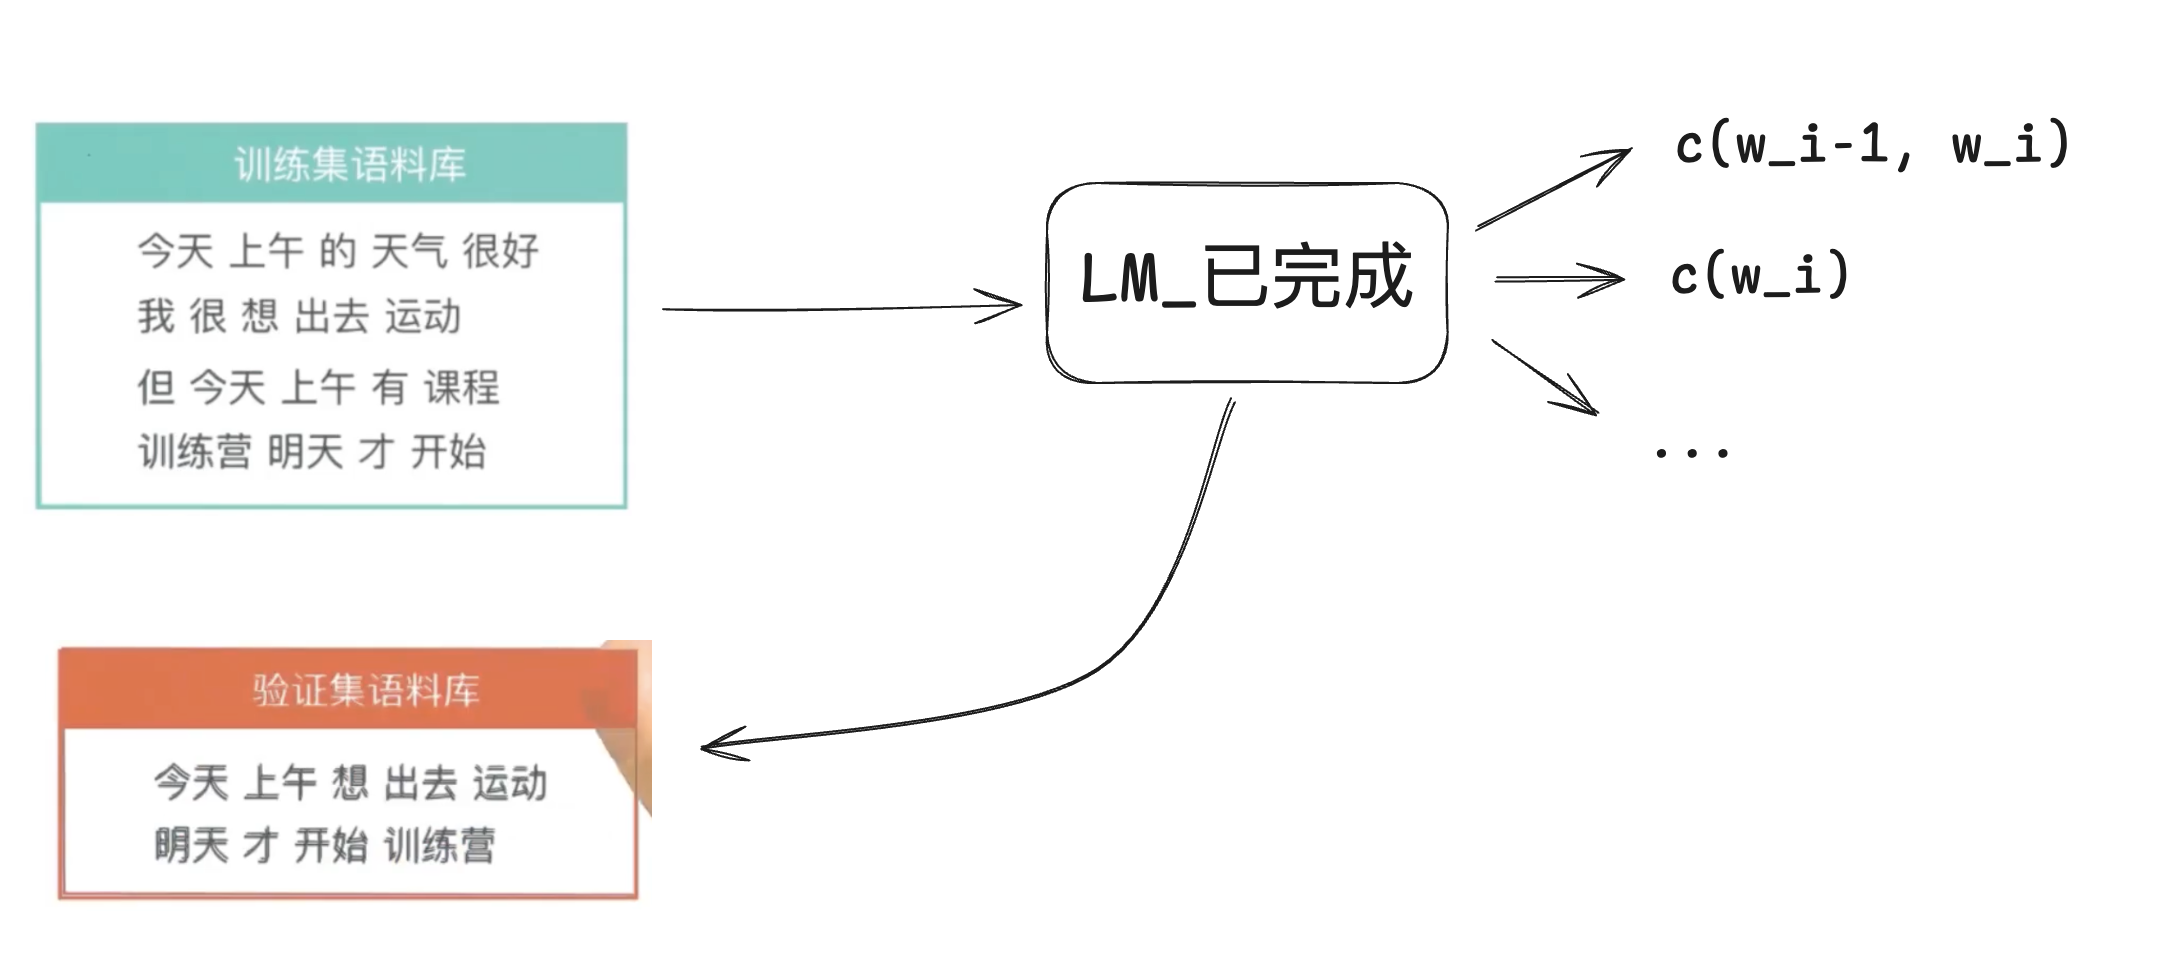 训练集语料库
今天 上午 的 天气 很好
我 很 想 出去 运动
但 今天 上午 有 课程
训练营 明天 才 开始
LM_已完成
c(w_i-1, w_i)
c(w_i)
...
验证集语料库
今天 上午 想 出去 运动
明天 才 开始 训练营